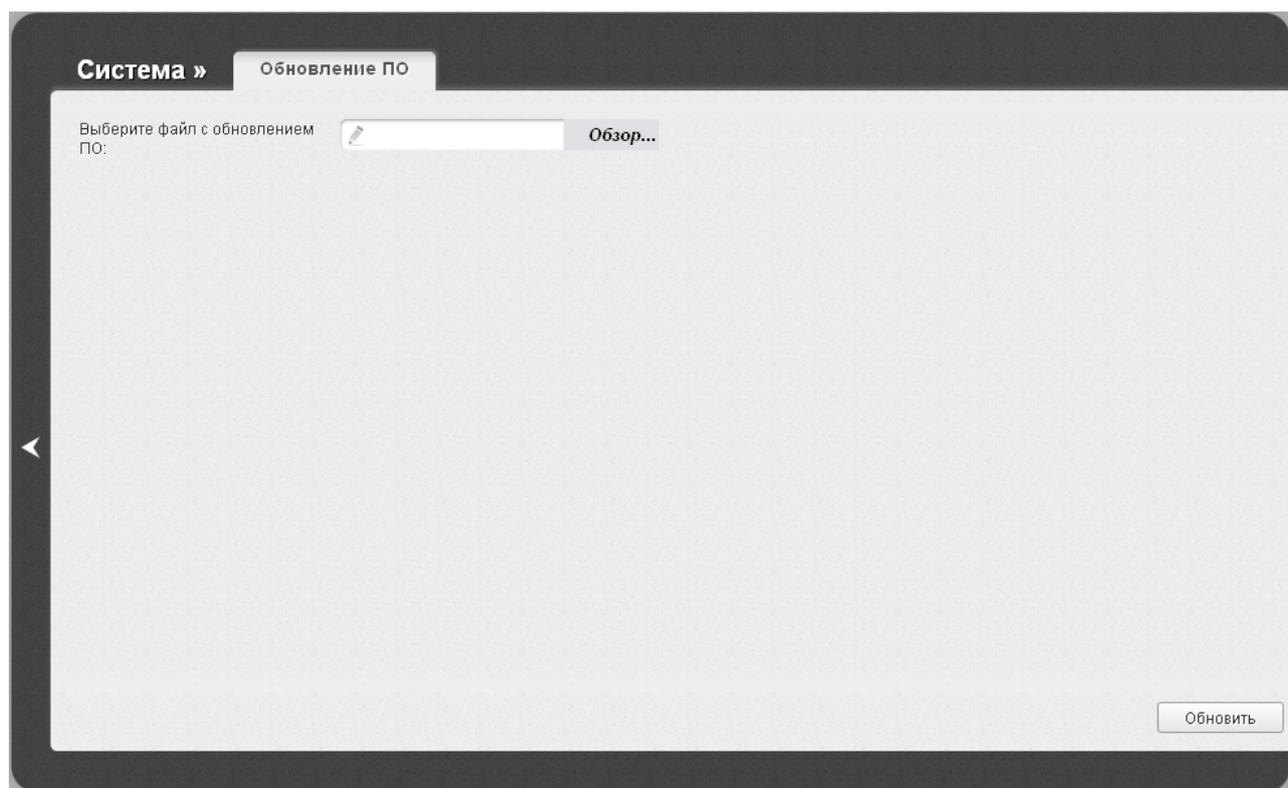 Система »
Обновление ПО
Выберите файл с обновлением
ПО:
Обзор...
Обновить